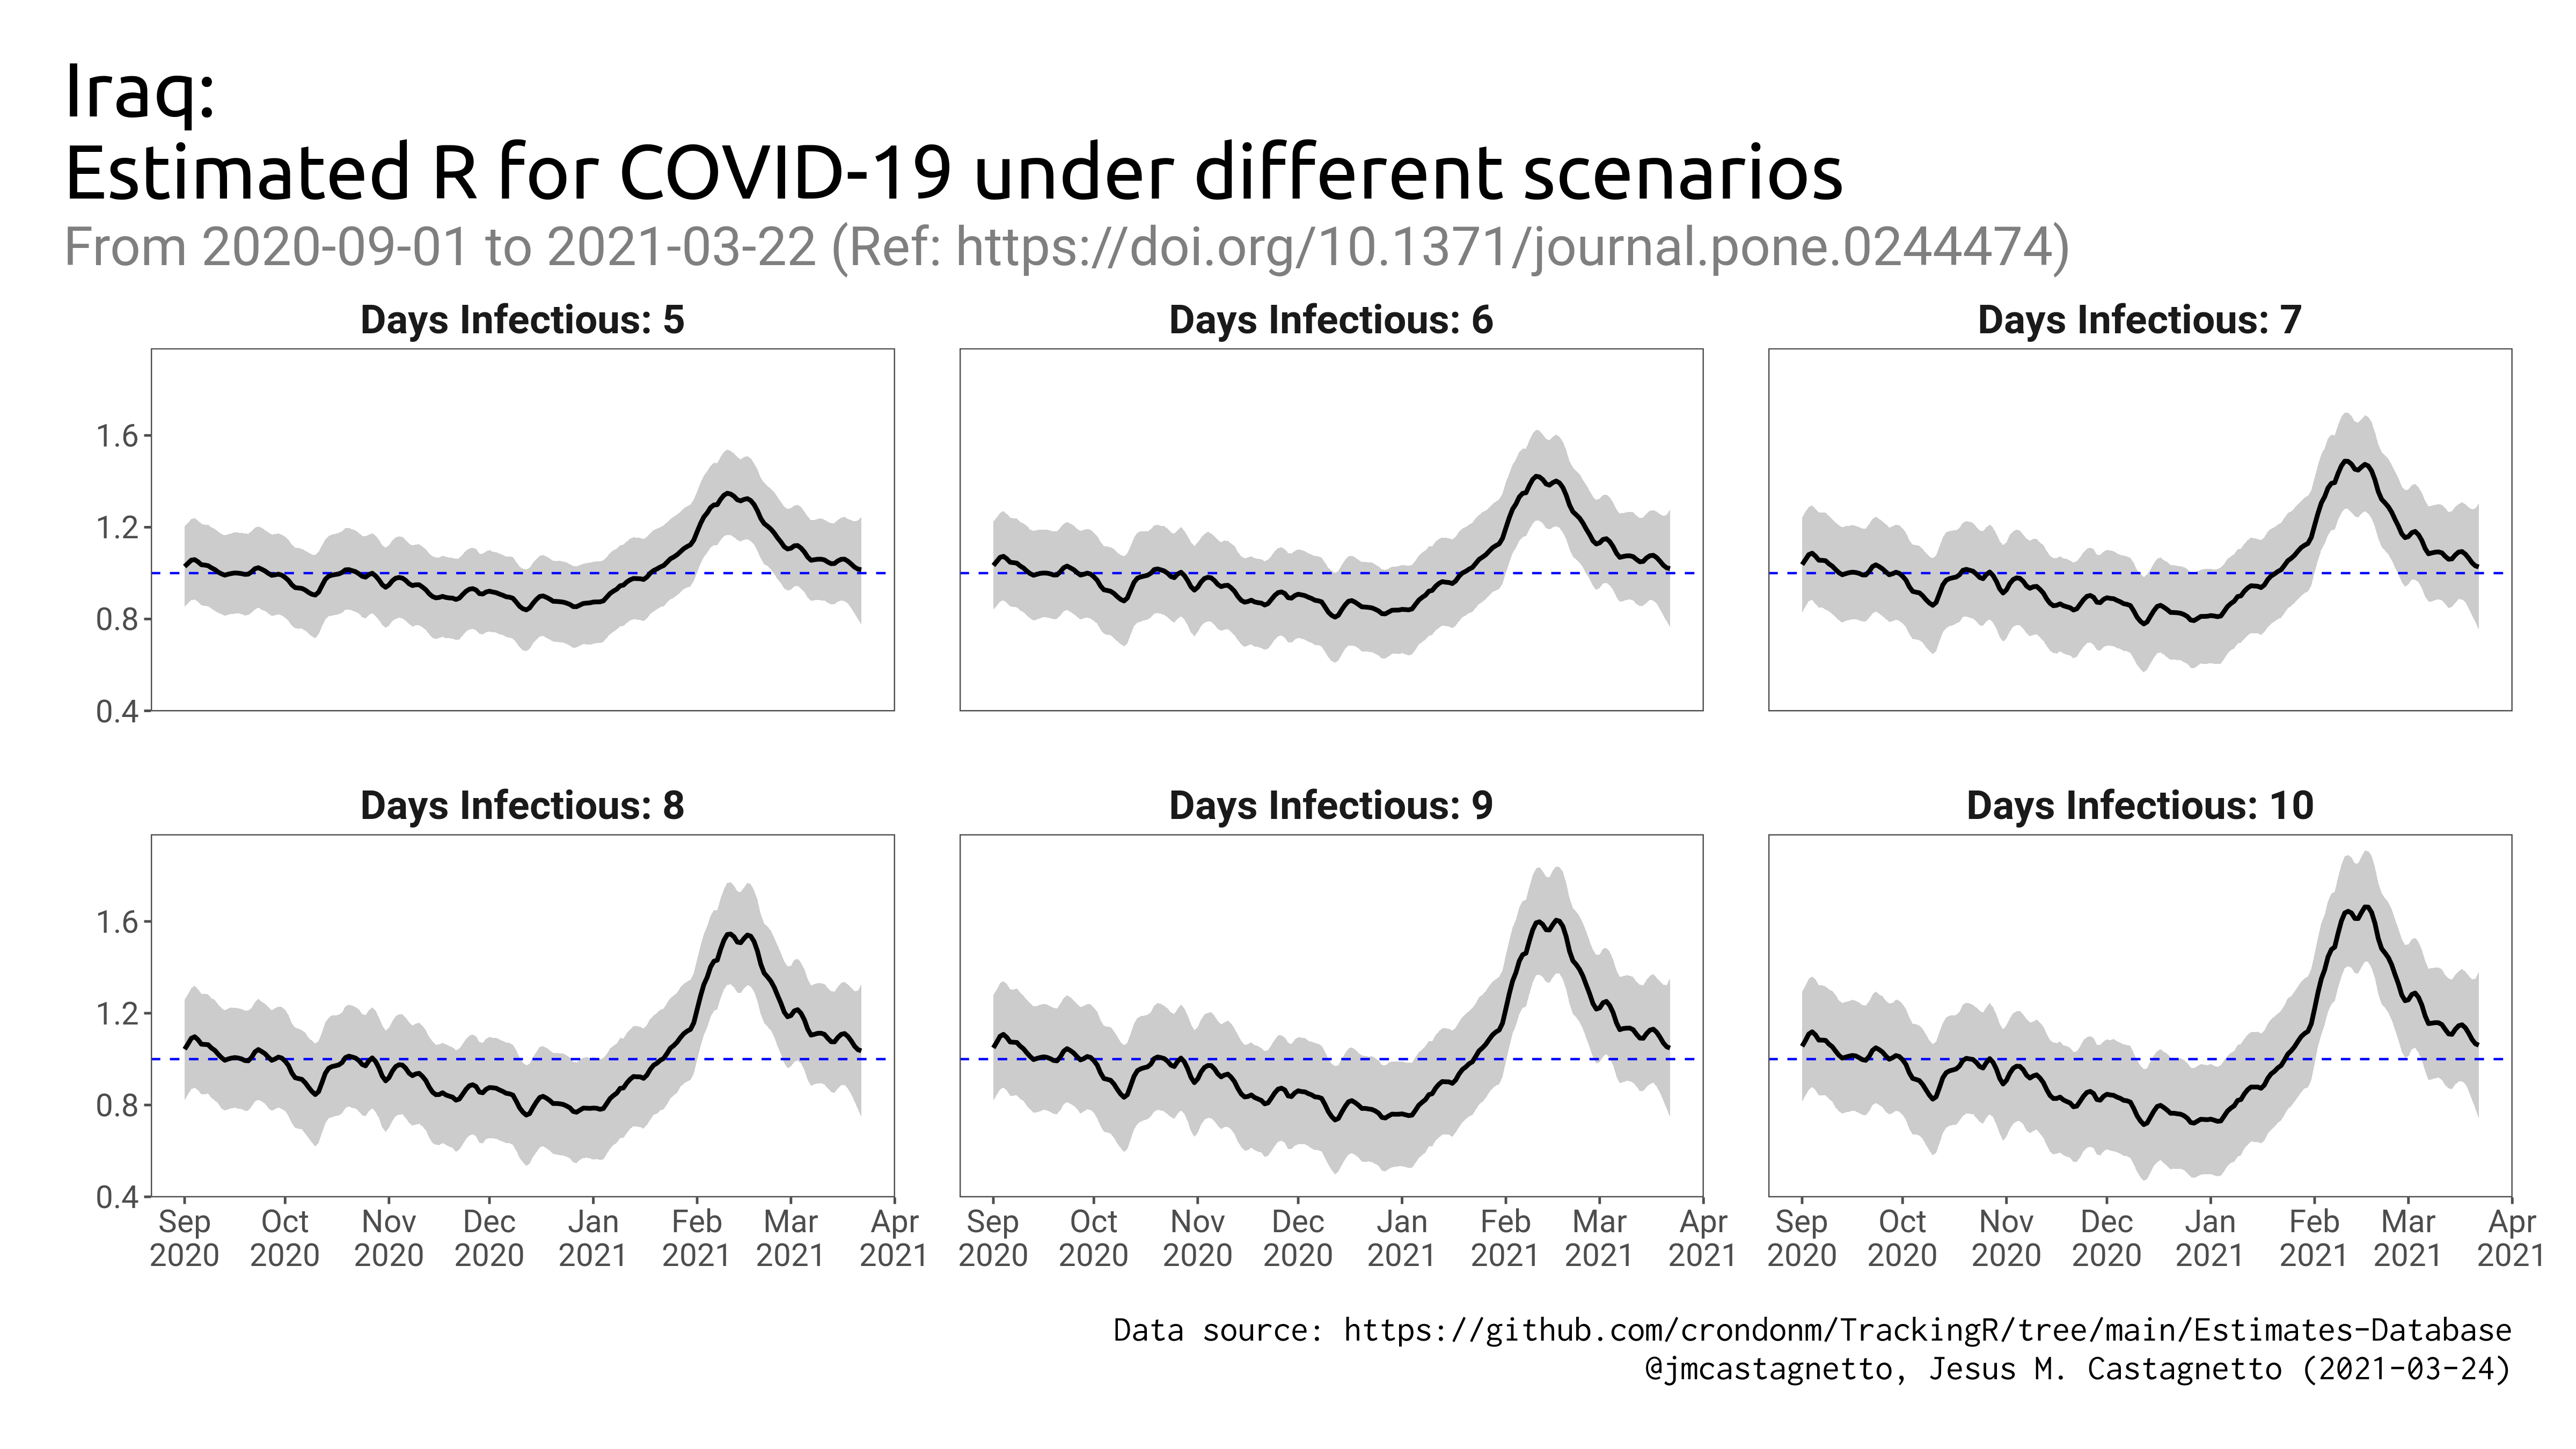 Iraq:
Estimated R for COVID-19 under different scenarios
From 2020-09-01 to 2021-03-22 (Ref: https://doi.org/10.1371/journal.pone.0244474)
Days Infectious: 5
Days Infectious: 6
Days Infectious: 7
1.6
1.2
0.8
0.4
Days Infectious: 8
Days Infectious: 9
Days Infectious: 10
1.6
1.2
0.8
0.4
Sep Oct Nov Dec Jan Feb Mar Apr
2020 2020 2020 2020 2021 2021 2021 2021
Sep Oct Nov Dec Jan Feb Mar Apr
2020 2020 2020 2020 2021 2021 2021 2021
Sep Oct Nov Dec Jan Feb Mar Apr
2020 2020 2020 2020 2021 2021 2021 2021
Data source: https://github.com/crondonm/TrackingR/tree/main/Estimates-Database
@jmcastagnetto, Jesus M. Castagnetto (2021-03-24)